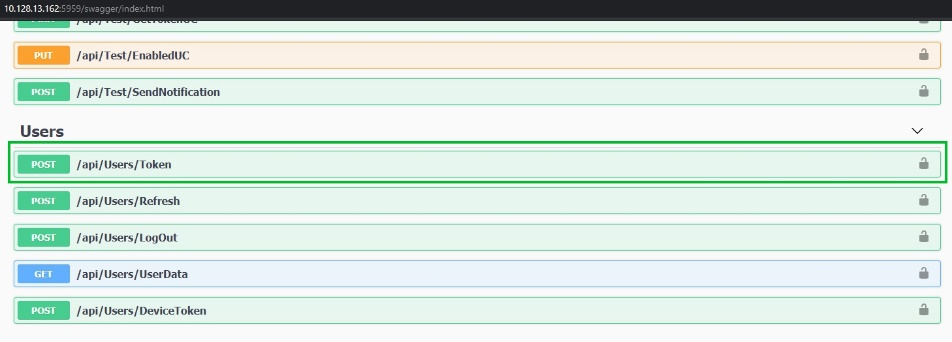 10.128.13.162:5959/swagger/index.html
POST /api/Test/GetTokenUC
PUT /api/Test/EnabledUC
POST /api/Test/SendNotification
Users
POST /api/Users/Token
POST /api/Users/Refresh
POST /api/Users/LogOut
GET /api/Users/UserData
POST /api/Users/DeviceToken